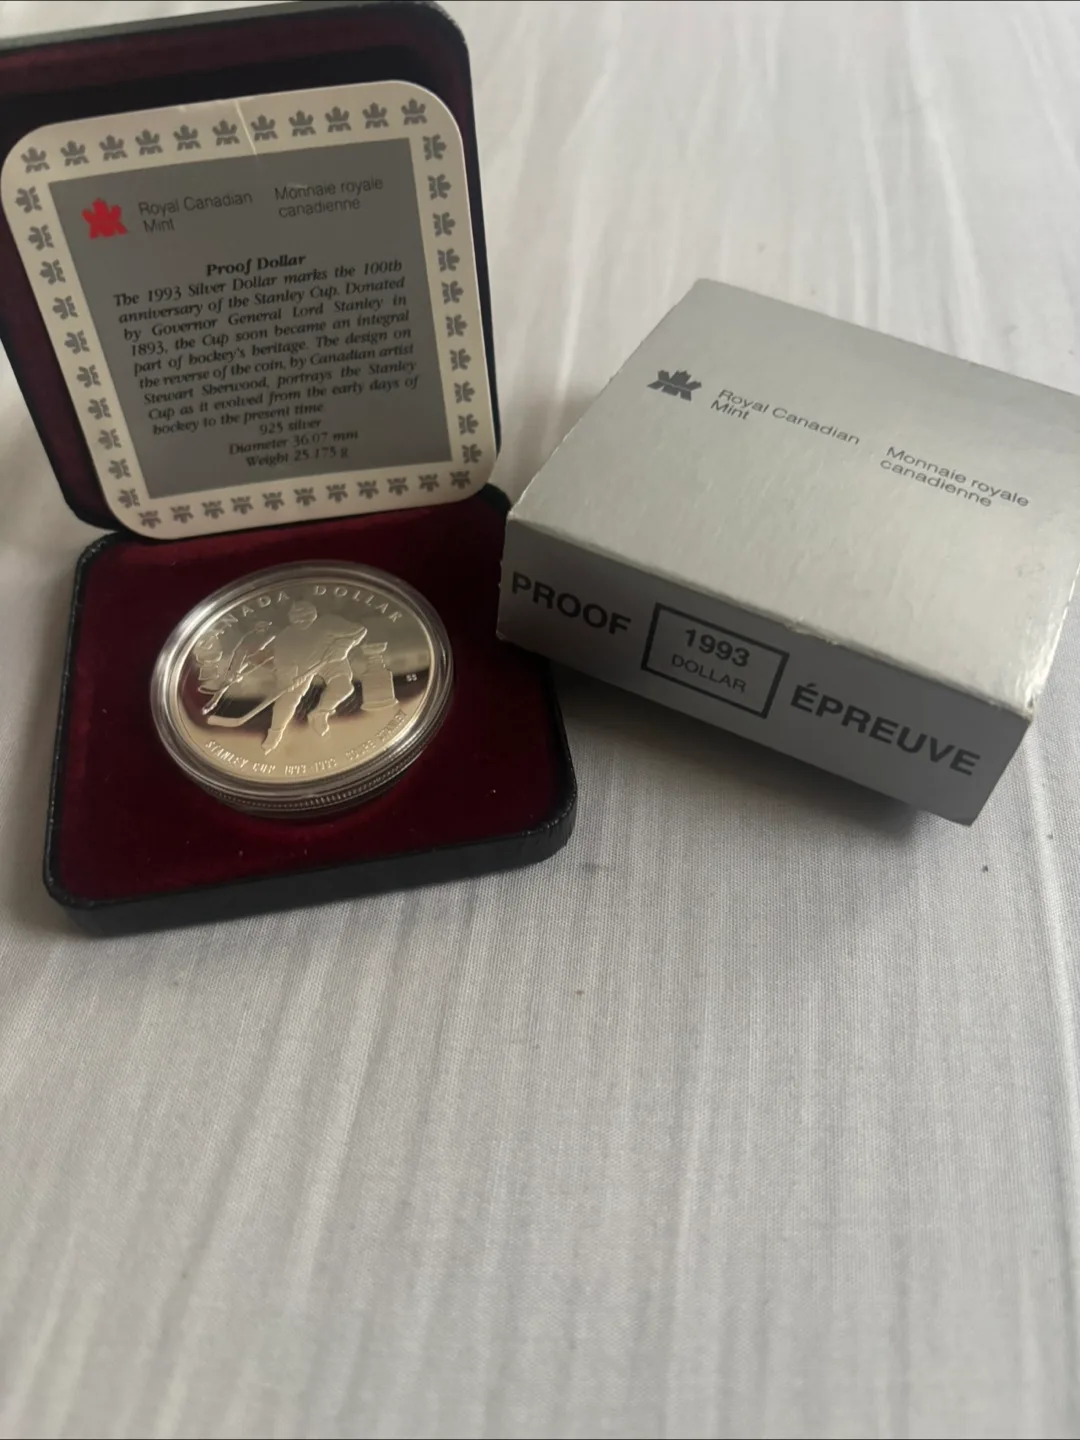 Royal Canadian Mint
Monnaie royale canadienne
Proof Dollar
The 1993 Silver Dollar marks the 100th
anniversary of the Stanley Cup. Donated
by Governor General Lord Stanley in
1893, the Cup soon became an integral
part of hockey's heritage. The design on
the reverse of the coin, by Canadian artist
Stewart Sherwood, portrays the Stanley
Cup as it evolved from the early days of
hockey to the present time.
925 silver
Diameter 36.07 mm
Weight 25.175 g
CANADA DOLLAR
SS
STANLEY CUP 1893-1993 COUPE STANLEY
Royal Canadian
Mint
Monnaie royale
canadienne
PROOF
1993
DOLLAR
ÉPREUVE